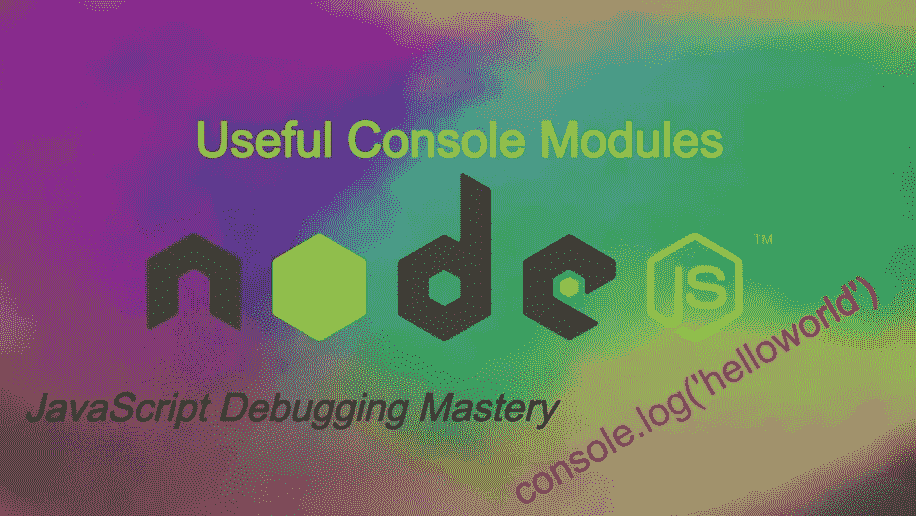 Useful Console Modules
node JS TM
JavaScript Debugging Mastery
console.log('helloworld')